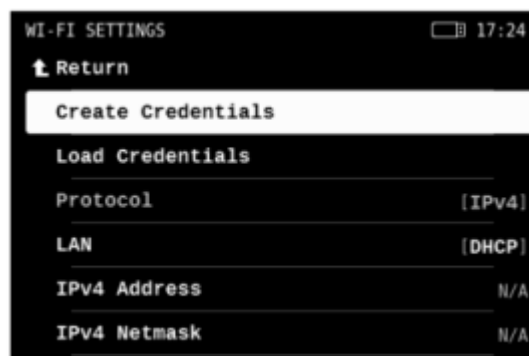 WI-FI SETTINGS 17:24
Return
Create Credentials
Load Credentials
Protocol [IPv4]
LAN [DHCP]
IPv4 Address N/A
IPv4 Netmask N/A